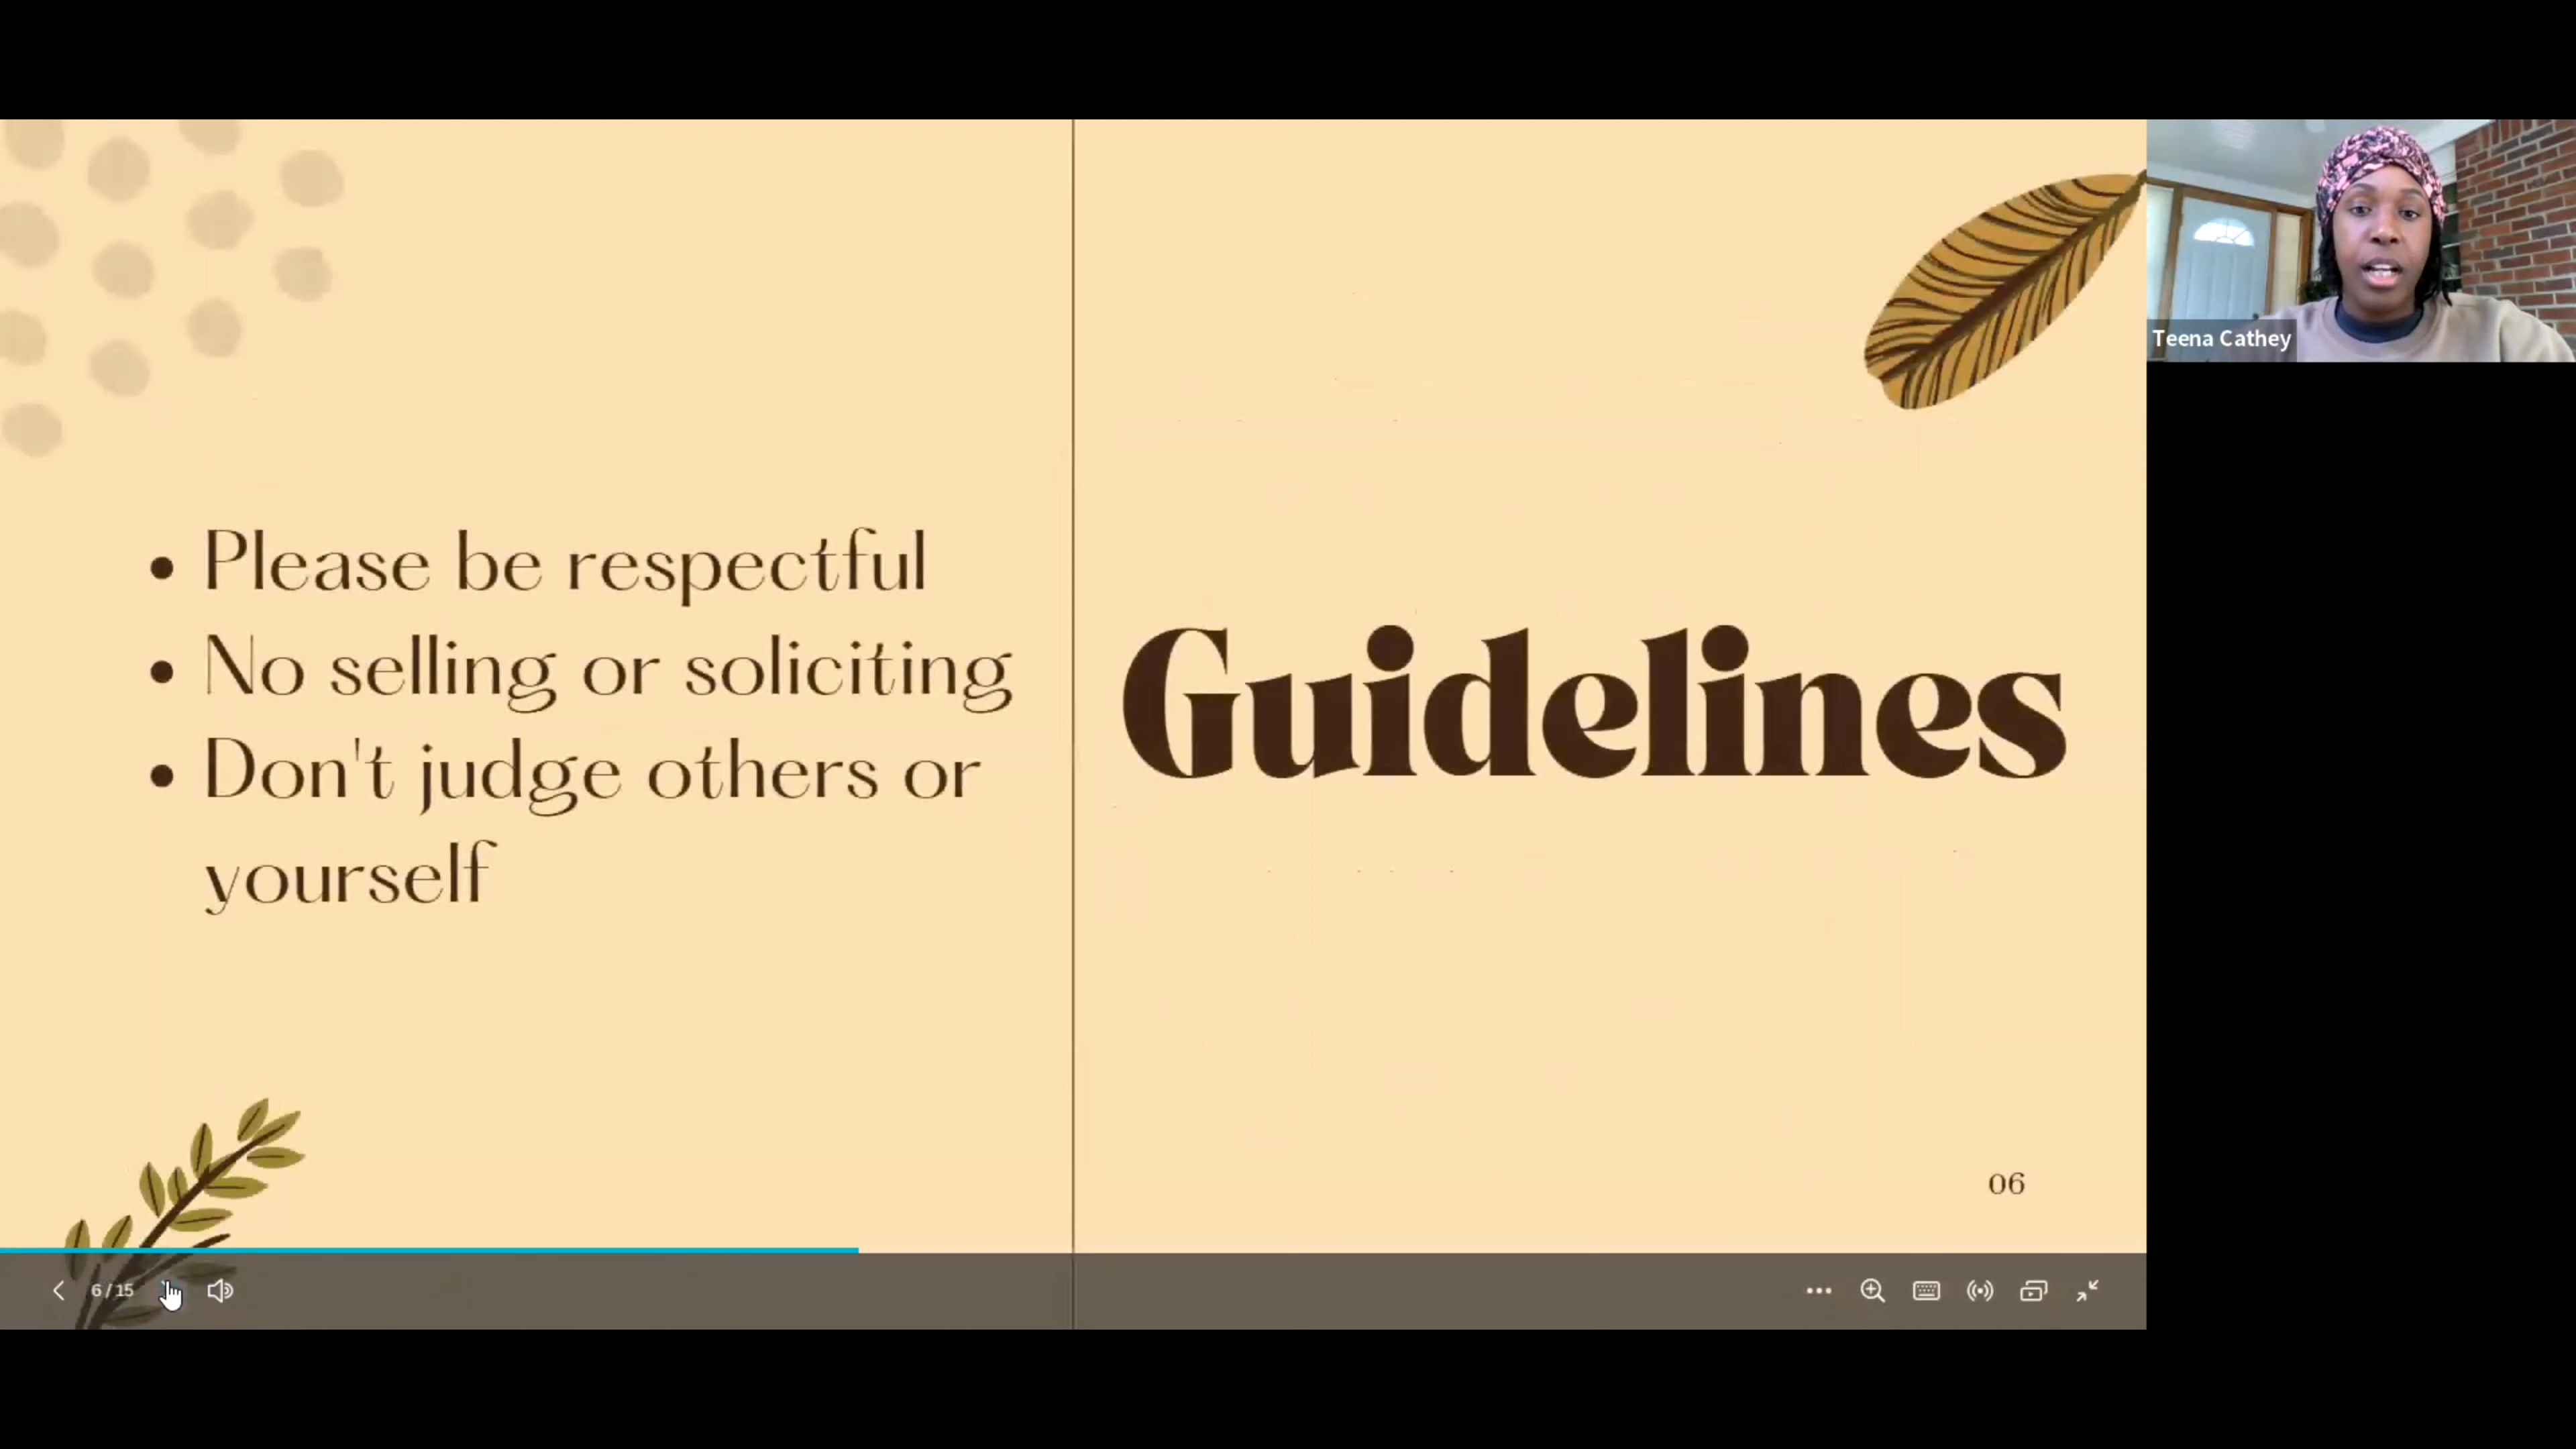 Please be respectful
No selling or soliciting
Don't judge others or
yourself
Guidelines
06
Teena Cathey
6 / 15